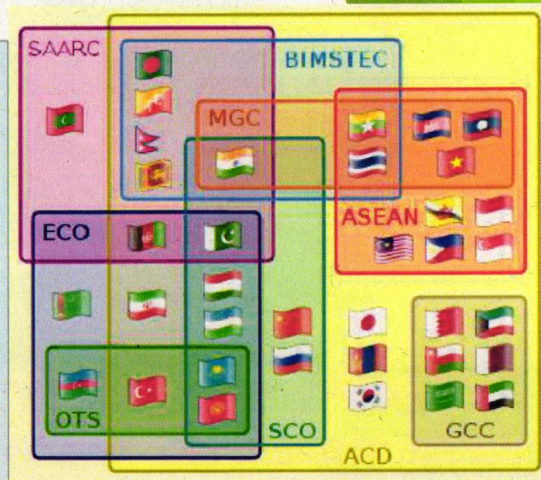 SAARC
BIMSTEC
MGC
ASEAN
ECO
OTS
SCO
GCC
ACD